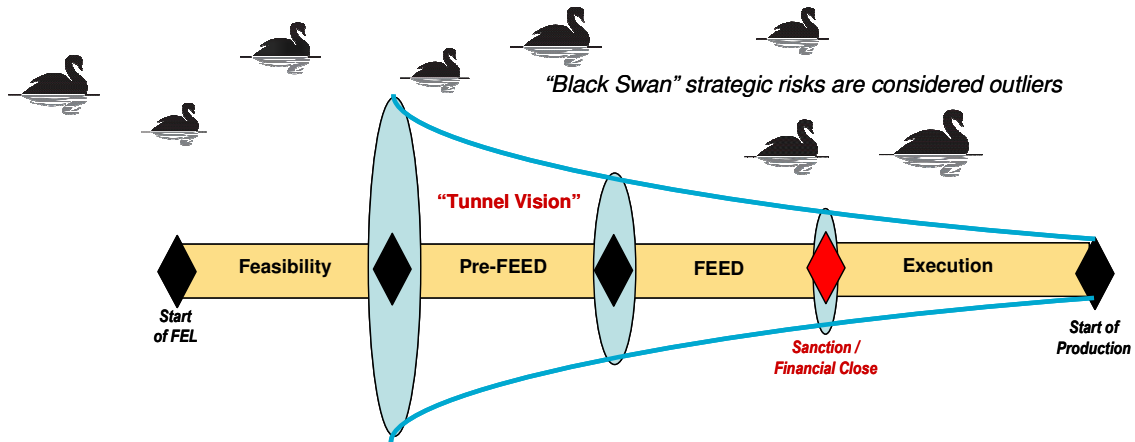 “Black Swan” strategic risks are considered outliers
“Tunnel Vision”
Feasibility
Pre-FEED
FEED
Execution
Start
of FEL
Sanction /
Financial Close
Start of
Production